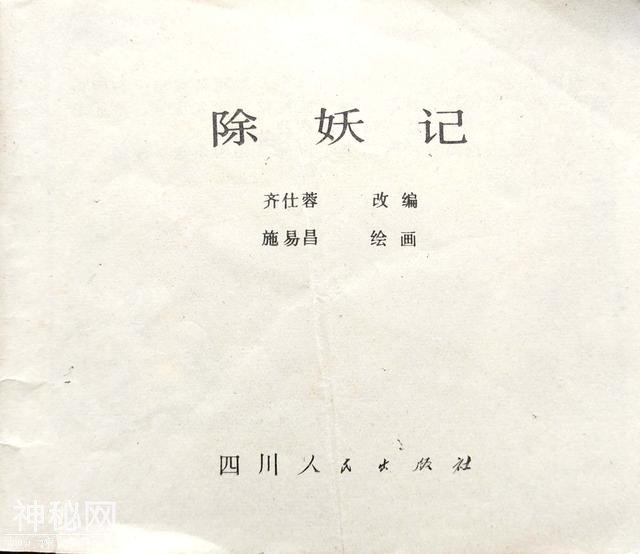 除妖记
齐仕蓉 改编
施易昌 绘画
四川人民出版社
神秘网